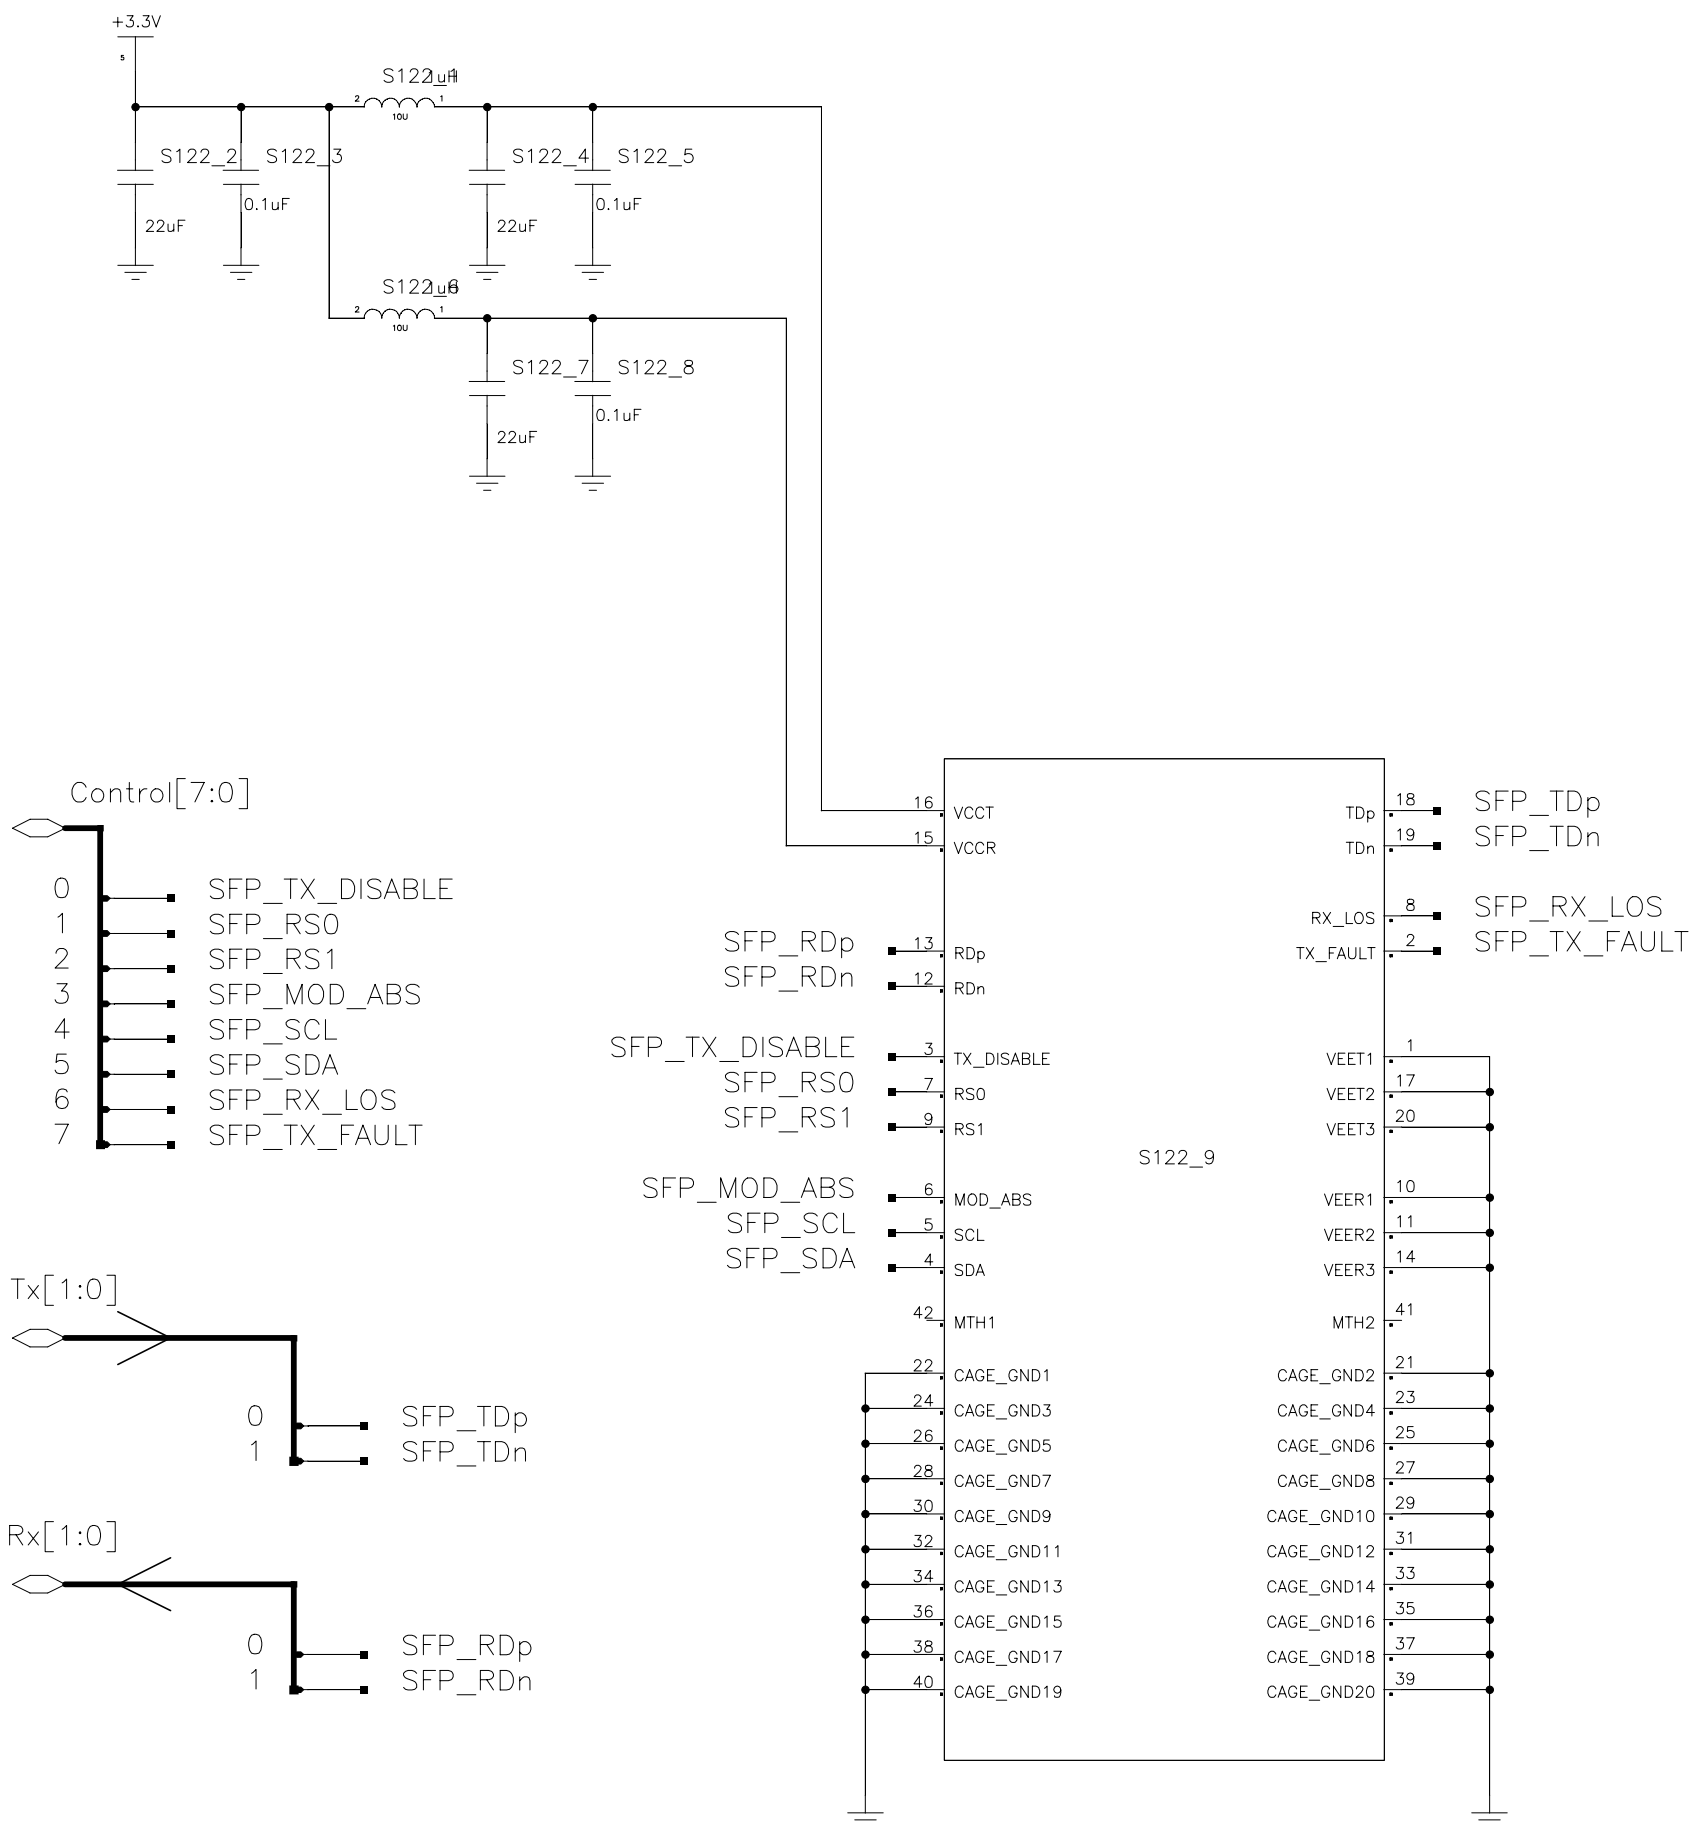 +3.3V
5
S122_1
1uH
2
1
10U
S122_2
S122_3
S122_4
S122_5
0.1uF
0.1uF
22uF
22uF
S122_6
1uH
2
1
10U
S122_7
S122_8
0.1uF
22uF
Control[7:0]
0 SFP_TX_DISABLE
1 SFP_RS0
2 SFP_RS1
3 SFP_MOD_ABS
4 SFP_SCL
5 SFP_SDA
6 SFP_RX_LOS
7 SFP_TX_FAULT
Tx[1:0]
0 SFP_TDp
1 SFP_TDn
Rx[1:0]
0 SFP_RDp
1 SFP_RDn
16 VCCT
15 VCCR
SFP_RDp 13 RDp
SFP_RDn 12 RDn
SFP_TX_DISABLE 3 TX_DISABLE
SFP_RS0 7 RS0
SFP_RS1 9 RS1
SFP_MOD_ABS 6 MOD_ABS
SFP_SCL 5 SCL
SFP_SDA 4 SDA
42 MTH1
22 CAGE_GND1
24 CAGE_GND3
26 CAGE_GND5
28 CAGE_GND7
30 CAGE_GND9
32 CAGE_GND11
34 CAGE_GND13
36 CAGE_GND15
38 CAGE_GND17
40 CAGE_GND19
S122_9
TDp 18 SFP_TDp
TDn 19 SFP_TDn
RX_LOS 8 SFP_RX_LOS
TX_FAULT 2 SFP_TX_FAULT
VEET1 1
VEET2 17
VEET3 20
VEER1 10
VEER2 11
VEER3 14
MTH2 41
CAGE_GND2 21
CAGE_GND4 23
CAGE_GND6 25
CAGE_GND8 27
CAGE_GND10 29
CAGE_GND12 31
CAGE_GND14 33
CAGE_GND16 35
CAGE_GND18 37
CAGE_GND20 39